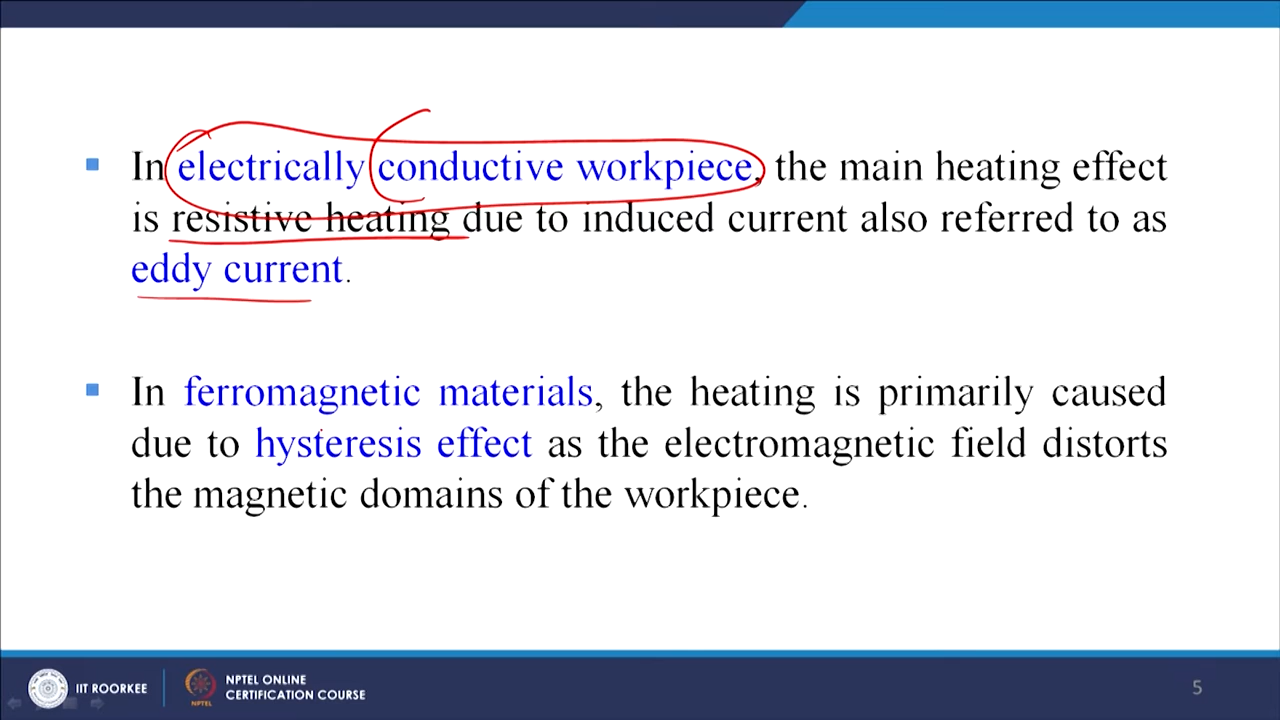 In electrically conductive workpiece, the main heating effect
is resistive heating due to induced current also referred to as
eddy current.
In ferromagnetic materials, the heating is primarily caused
due to hysteresis effect as the electromagnetic field distorts
the magnetic domains of the workpiece.
IIT ROORKEE
NPTEL
NPTEL ONLINE
CERTIFICATION COURSE
5